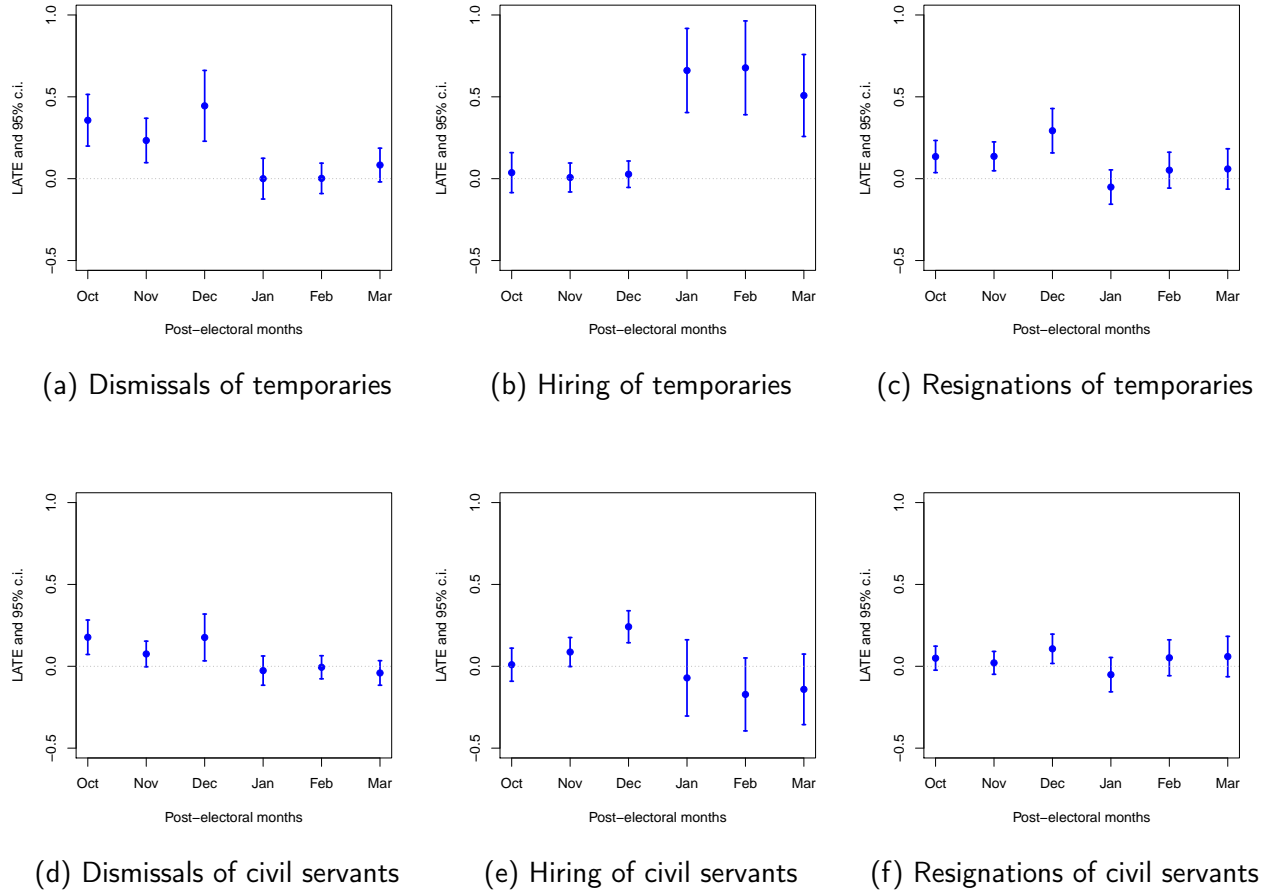 LATE and 95% c.i.
1.0
0.5
0.0
−0.5
Oct Nov Dec Jan Feb Mar
Post−electoral months
(a) Dismissals of temporaries
LATE and 95% c.i.
1.0
0.5
0.0
−0.5
Oct Nov Dec Jan Feb Mar
Post−electoral months
(b) Hiring of temporaries
LATE and 95% c.i.
1.0
0.5
0.0
−0.5
Oct Nov Dec Jan Feb Mar
Post−electoral months
(c) Resignations of temporaries
LATE and 95% c.i.
1.0
0.5
0.0
−0.5
Oct Nov Dec Jan Feb Mar
Post−electoral months
(d) Dismissals of civil servants
LATE and 95% c.i.
1.0
0.5
0.0
−0.5
Oct Nov Dec Jan Feb Mar
Post−electoral months
(e) Hiring of civil servants
LATE and 95% c.i.
1.0
0.5
0.0
−0.5
Oct Nov Dec Jan Feb Mar
Post−electoral months
(f) Resignations of civil servants